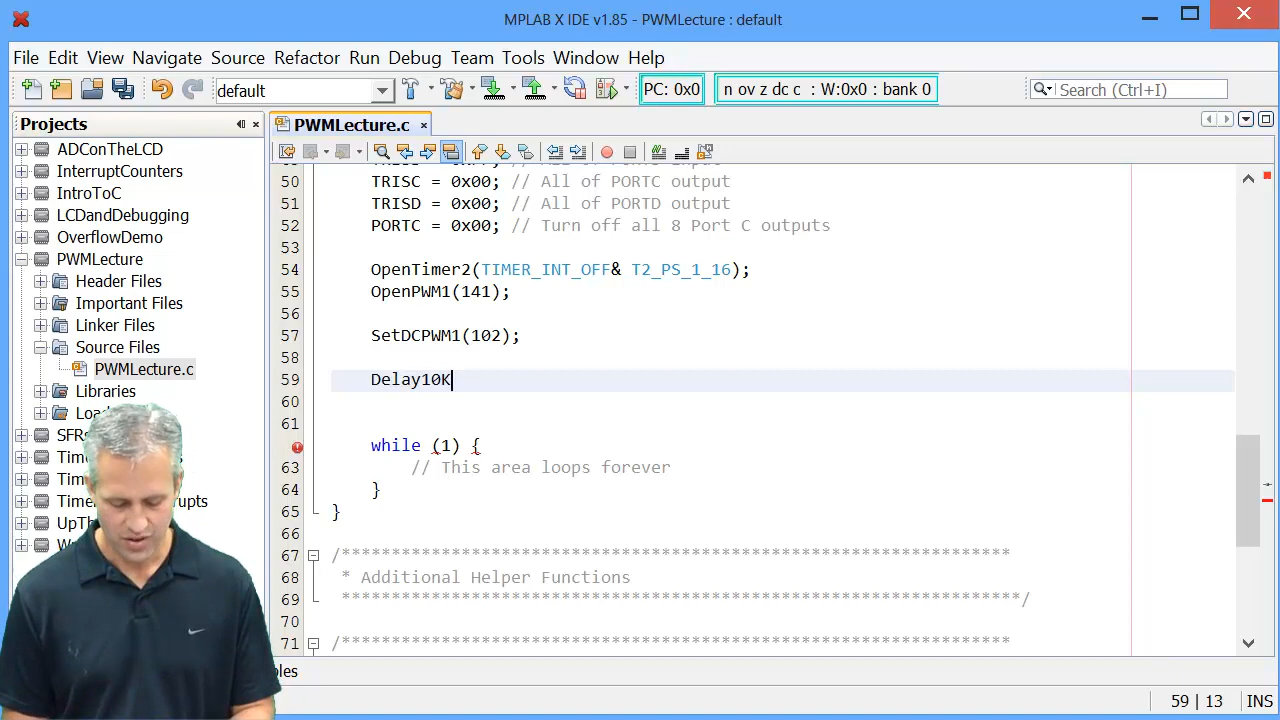 MPLAB X IDE v1.85 - PWMLecture : default
File Edit View Navigate Source Refactor Run Debug Team Tools Window Help
default
PC: 0x0
n ov z dc c : W:0x0 : bank 0
Search (Ctrl+I)
Projects
PWMLecture.c
ADConTheLCD
InterruptCounters
IntroToC
LCDandDebugging
OverflowDemo
PWMLecture
Header Files
Important Files
Linker Files
Source Files
PWMLecture.c
Libraries
50 TRISC = 0x00; // All of PORTC output
51 TRISD = 0x00; // All of PORTD output
52 PORTC = 0x00; // Turn off all 8 Port C outputs
53
54 OpenTimer2(TIMER_INT_OFF& T2_PS_1_16);
55 OpenPWM1(141);
56
57 SetDCPWM1(102);
58
59 Delay10K
60
61
while (1) {
63 // This area loops forever
64 }
65 }
66
67 /*******************************************************************
68 * Additional Helper Functions
69 ********************************************************************/
70
71 /*******************************************************************
59 | 13 INS